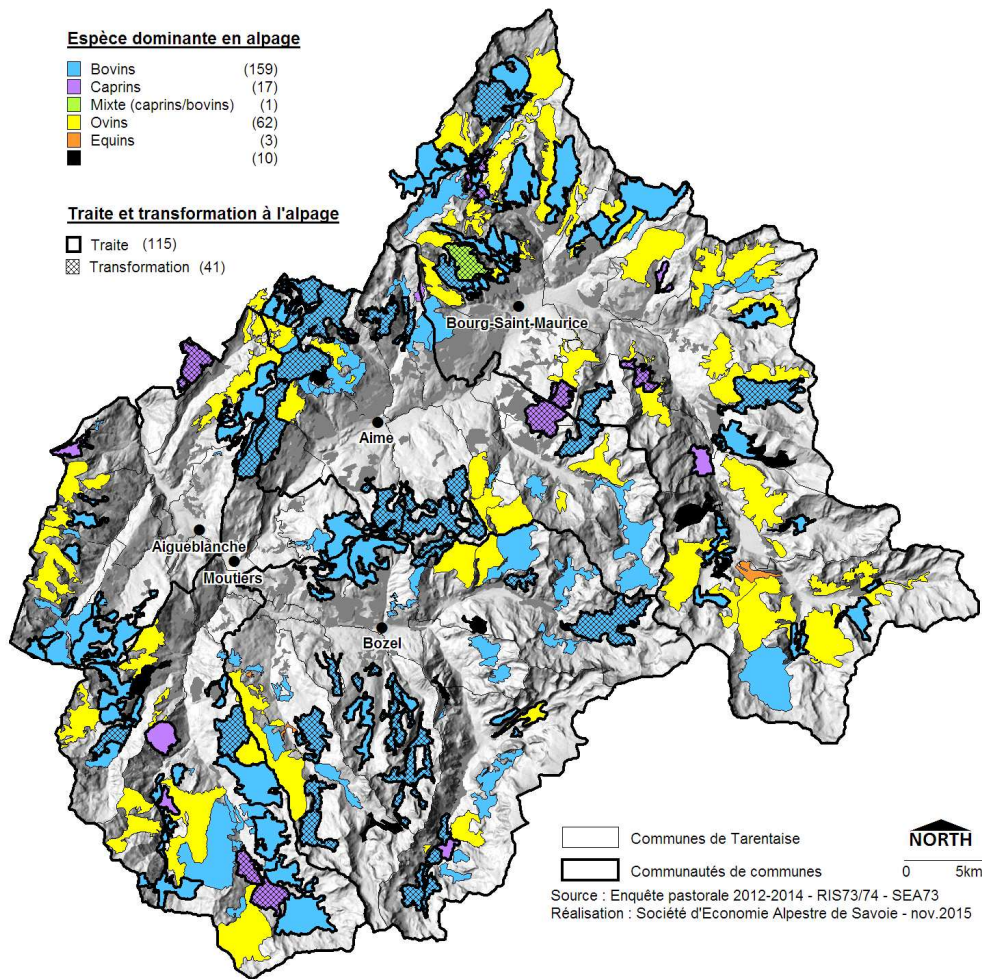 Espèce dominante en alpage
Bovins (159)
Caprins (17)
Mixte (caprins/bovins) (1)
Ovins (62)
Equins (3)
(10)
Traite et transformation à l'alpage
Traite (115)
Transformation (41)
Bourg-Saint-Maurice
Aime
Aigueblanche
Moutiers
Bozel
Communes de Tarentaise
Communautés de communes
NORTH
0 5km
Source : Enquête pastorale 2012-2014 - RIS73/74 - SEA73
Réalisation : Société d'Economie Alpestre de Savoie - nov.2015